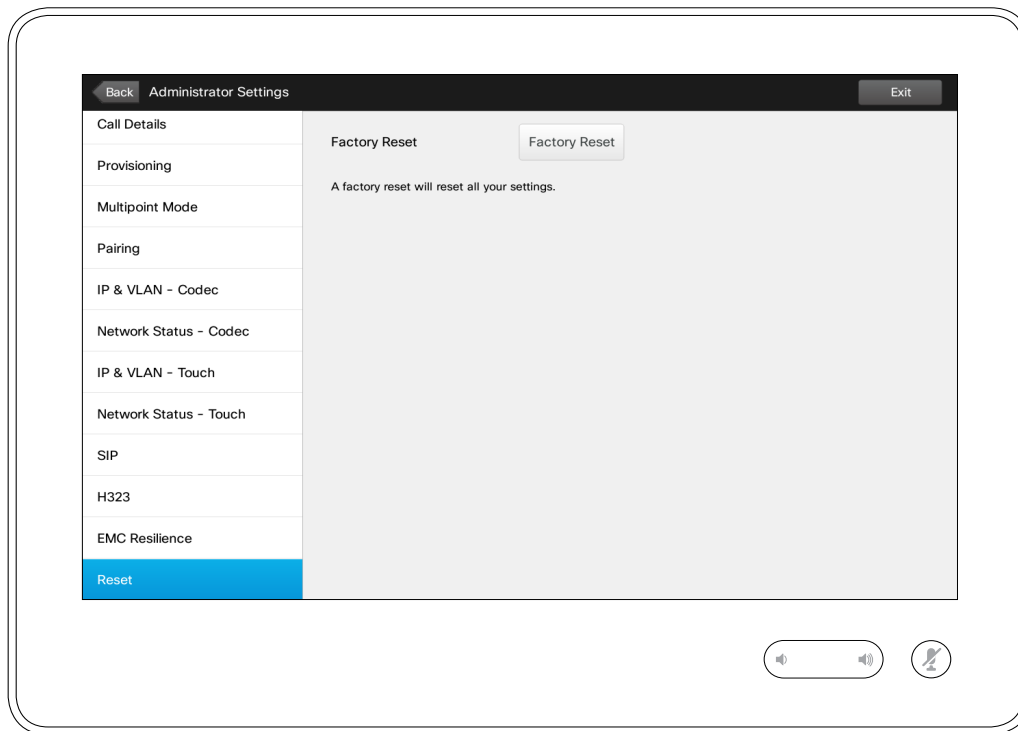 Back Administrator Settings Exit
Call Details
Provisioning
Multipoint Mode
Pairing
IP & VLAN - Codec
Network Status - Codec
IP & VLAN - Touch
Network Status - Touch
SIP
H323
EMC Resilience
Reset
Factory Reset Factory Reset
A factory reset will reset all your settings.